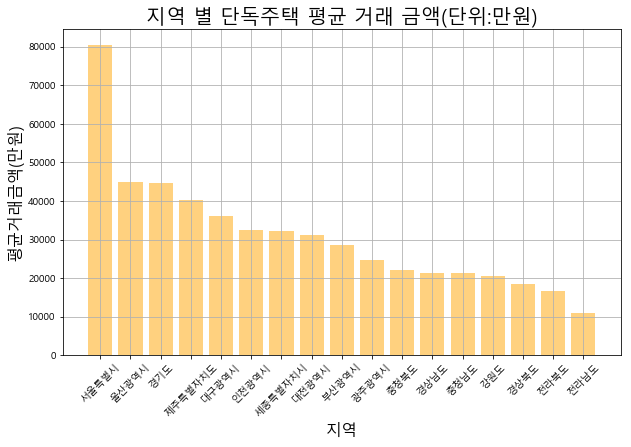 지역 별 단독주택 평균 거래 금액(단위:만원)
평균거래금액(만원)
80000
70000
60000
50000
40000
30000
20000
10000
0
서울특별시
울산광역시
경기도
제주특별자치도
대구광역시
인천광역시
세종특별자치시
대전광역시
부산광역시
광주광역시
충청북도
경상남도
충청남도
강원도
경상북도
전라북도
전라남도
지역